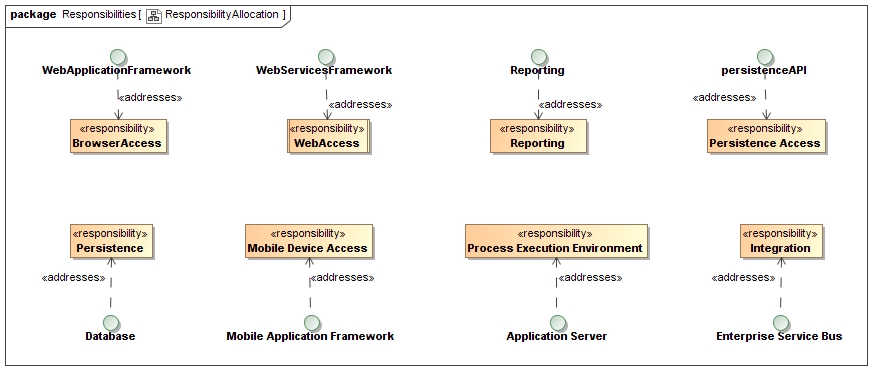 package Responsibilities [ ResponsibilityAllocation ]
WebApplicationFramework
WebServicesFramework
Reporting
persistenceAPI
«addresses»
«addresses»
«addresses»
«addresses»
«responsibility»
BrowserAccess
«responsibility»
WebAccess
«responsibility»
Reporting
«responsibility»
Persistence Access
«responsibility»
Persistence
«responsibility»
Mobile Device Access
«responsibility»
Process Execution Environment
«responsibility»
Integration
«addresses»
«addresses»
«addresses»
«addresses»
Database
Mobile Application Framework
Application Server
Enterprise Service Bus